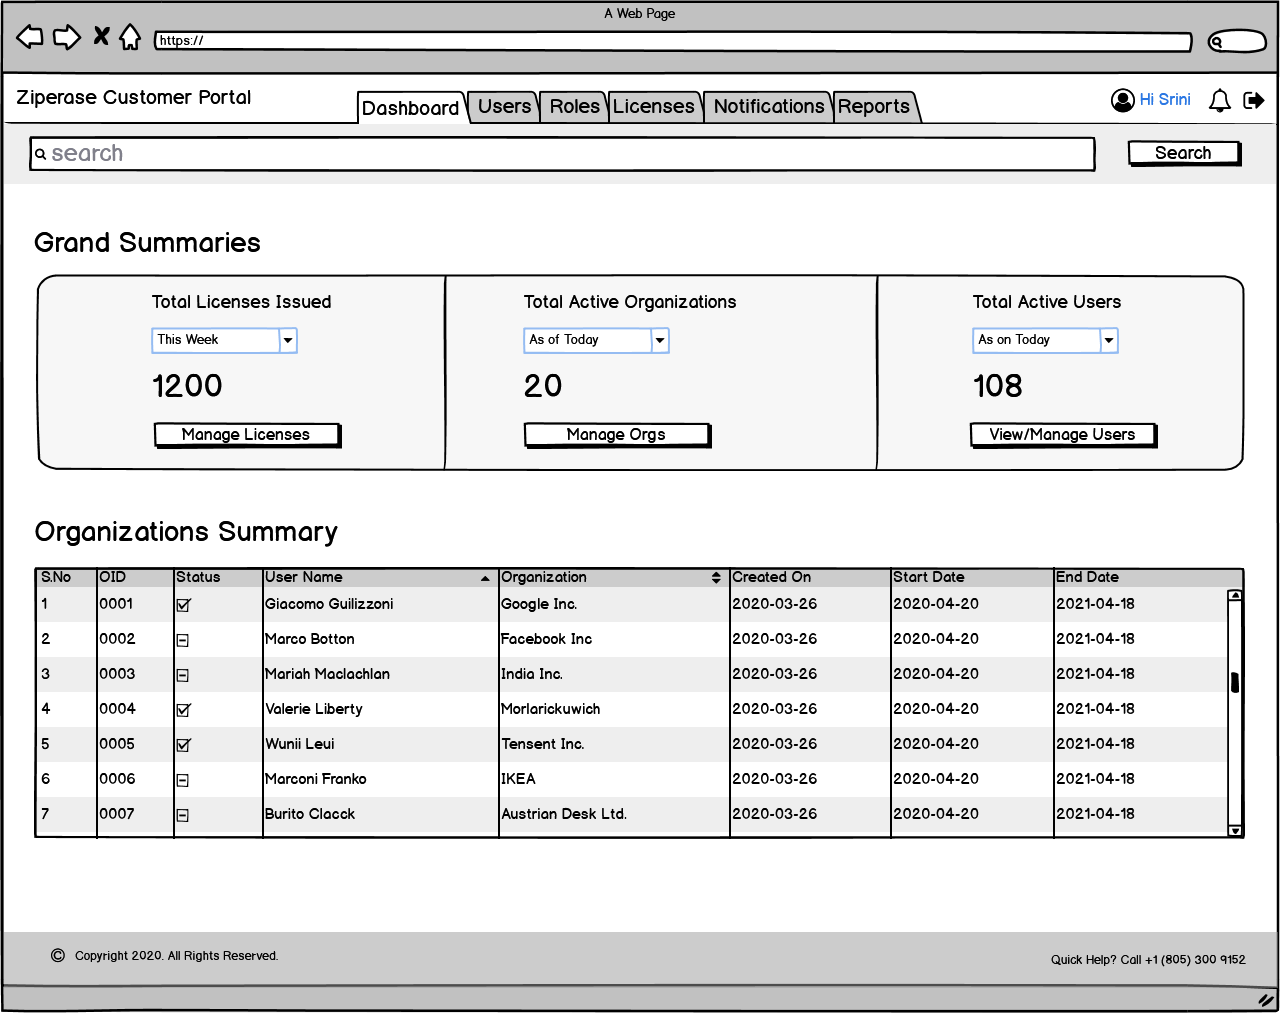 A Web Page
https://
Ziperase Customer Portal
Dashboard Users Roles Licenses Notifications Reports
Hi Srini
search
Search
Grand Summaries
Total Licenses Issued
This Week
1200
Manage Licenses
Total Active Organizations
As of Today
20
Manage Orgs
Total Active Users
As on Today
108
View/Manage Users
Organizations Summary
S.No OID Status User Name Organization Created On Start Date End Date
1 0001 Giacomo Guilizzoni Google Inc. 2020-03-26 2020-04-20 2021-04-18
2 0002 Marco Botton Facebook Inc 2020-03-26 2020-04-20 2021-04-18
3 0003 Mariah Maclachlan India Inc. 2020-03-26 2020-04-20 2021-04-18
4 0004 Valerie Liberty Morlarickuwich 2020-03-26 2020-04-20 2021-04-18
5 0005 Wunii Leui Tensent Inc. 2020-03-26 2020-04-20 2021-04-18
6 0006 Marconi Franko IKEA 2020-03-26 2020-04-20 2021-04-18
7 0007 Burito Clacck Austrian Desk Ltd. 2020-03-26 2020-04-20 2021-04-18
© Copyright 2020. All Rights Reserved.
Quick Help? Call +1 (805) 300 9152